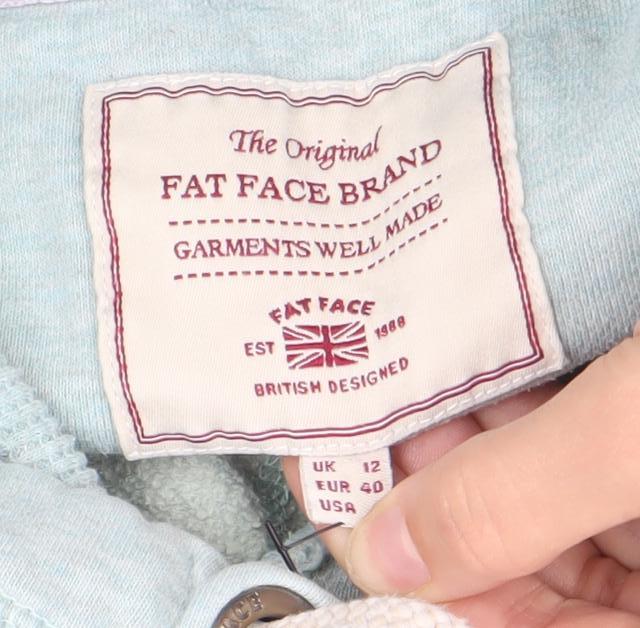 The Original
FAT FACE BRAND
GARMENTS WELL MADE
FAT FACE
EST 1988
BRITISH DESIGNED
UK 12
EUR 40
USA